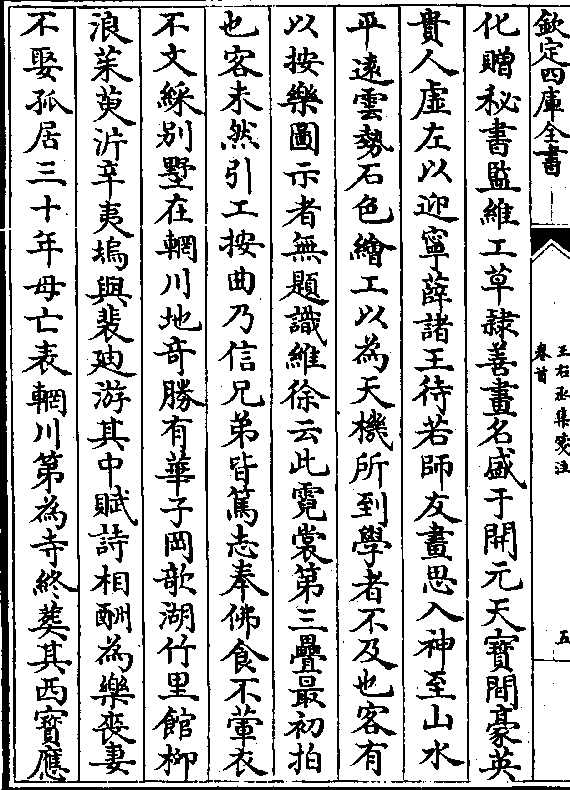 欽定四庫全書
王右丞集箋注
卷首
五
化贈秘書監維工草隸善畫名盛于開元天寶間豪英
貴人虛左以迎寧薛諸王待若師友畫思入神至山水
平遠雲勢石色繪工以為天機所到學者不及也客有
以按樂圖示者無題識維徐云此霓裳第三疊最初拍
也客未然引工按曲乃信兄弟皆篤志奉佛食不葷衣
不文綵别墅在輞川地奇勝有華子岡欹湖竹里館柳
浪茱萸沜辛夷塢與裴廸游其中賦詩相酬為樂喪妻
不娶孤居三十年母亡表輞川第為寺終葬其西寶應